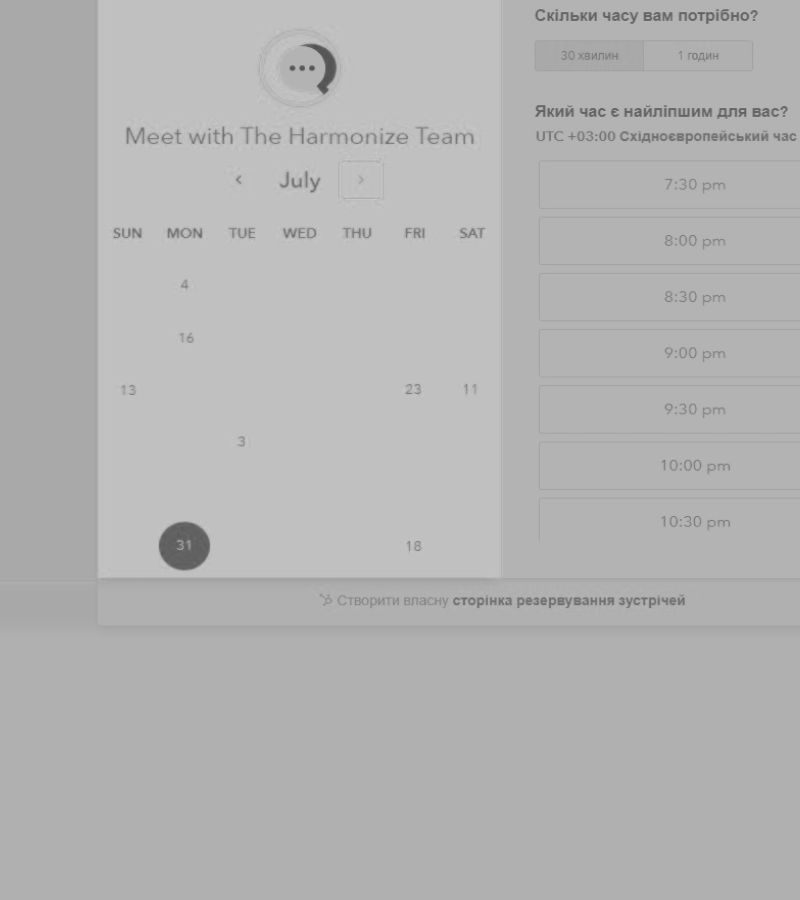 Meet with The Harmonize Team
July
SUN MON TUE WED THU FRI SAT
4
16
13 23 11
3
31 18
Скільки часу вам потрібно?
30 хвилин 1 годин
Який час є найліпшим для вас?
UTC +03:00 Східноєвропейський час
7:30 pm
8:00 pm
8:30 pm
9:00 pm
9:30 pm
10:00 pm
10:30 pm
Створити власну сторінка резервування зустрічей